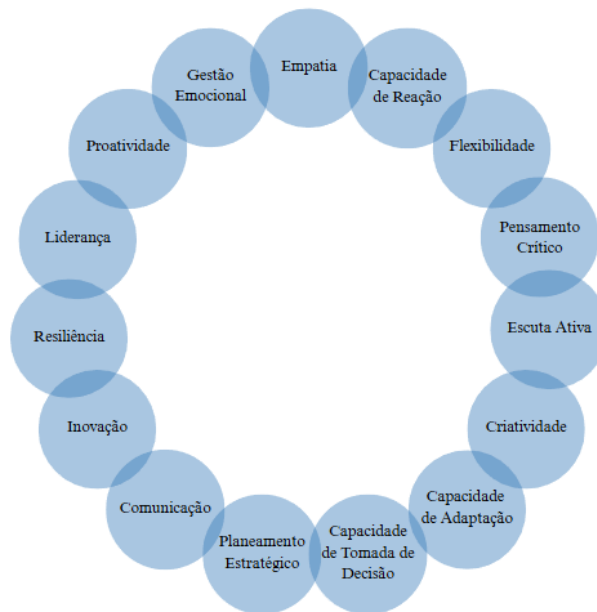 Empatia
Capacidade
de Reação
Flexibilidade
Pensamento
Crítico
Escuta Ativa
Criatividade
Capacidade
de Adaptação
Capacidade
de Tomada de
Decisão
Planeamento
Estratégico
Comunicação
Inovação
Resiliência
Liderança
Proatividade
Gestão
Emocional